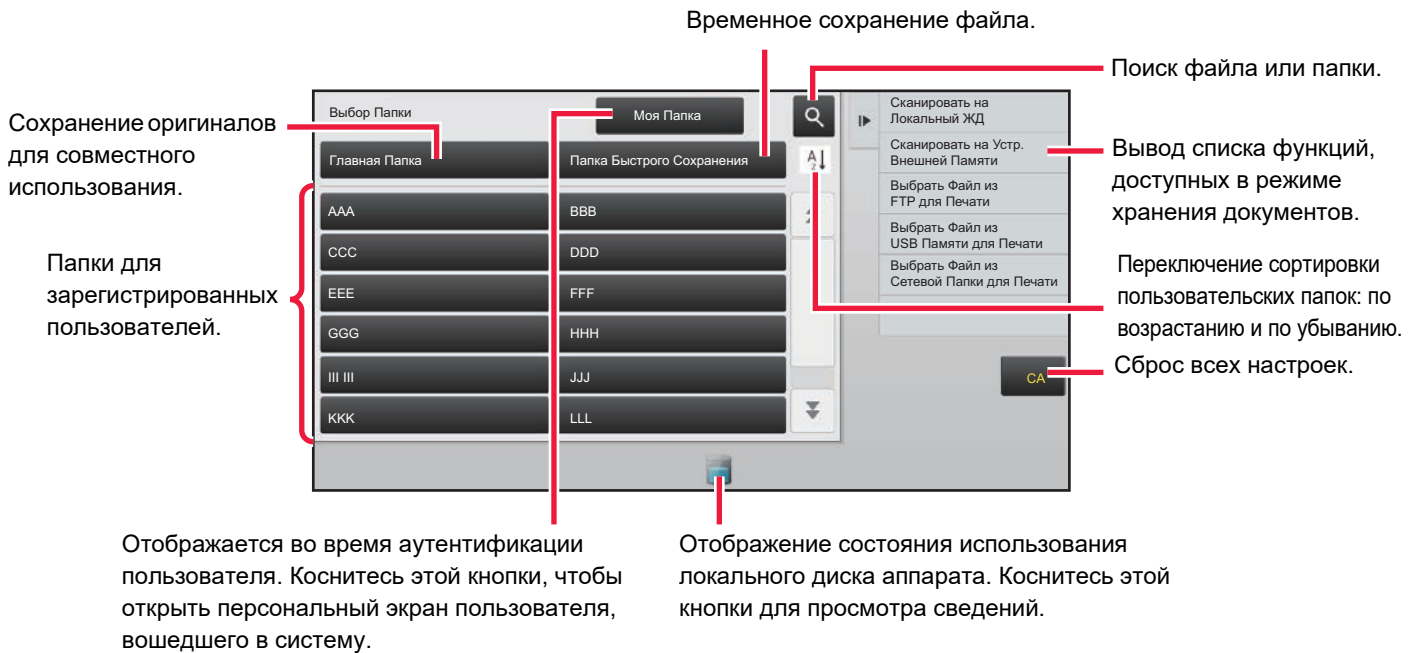 Временное сохранение файла.
Поиск файла или папки.
Сохранение оригиналов
для совместного
использования.
Выбор Папки
Моя Папка
Сканировать на
Локальный ЖД
Главная Папка
Папка Быстрого Сохранения
A
Z
Сканировать на Устр.
Внешней Памяти
Вывод списка функций,
доступных в режиме
хранения документов.
Выбрать Файл из
FTP для Печати
Выбрать Файл из
USB Памяти для Печати
Выбрать Файл из
Сетевой Папки для Печати
Папки для
зарегистрированных
пользователей.
AAA
BBB
CCC
DDD
EEE
FFF
GGG
HHH
III III
JJJ
KKK
LLL
Переключение сортировки
пользовательских папок: по
возрастанию и по убыванию.
CA
Сброс всех настроек.
Отображается во время аутентификации
пользователя. Коснитесь этой кнопки, чтобы
открыть персональный экран пользователя,
вошедшего в систему.
Отображение состояния использования
локального диска аппарата. Коснитесь этой
кнопки для просмотра сведений.